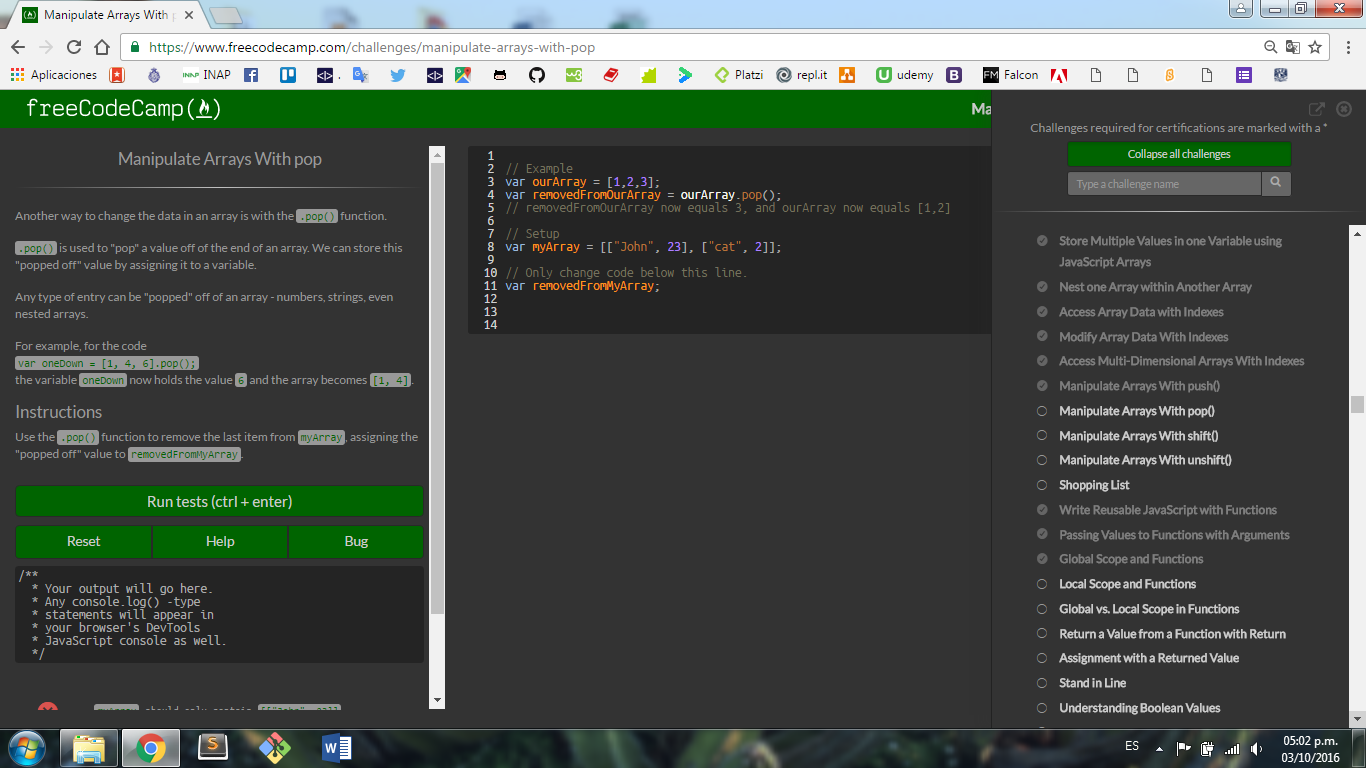 Manipulate Arrays With
https://www.freecodecamp.com/challenges/manipulate-arrays-with-pop
Aplicaciones INAP Platzi repl.it udemy Falcon
freeCodeCamp
Ma
Manipulate Arrays With pop
Another way to change the data in an array is with the .pop() function.
.pop() is used to "pop" a value off of the end of an array. We can store this
"popped off" value by assigning it to a variable.
Any type of entry can be "popped" off of an array - numbers, strings, even
nested arrays.
For example, for the code
var oneDown = [1, 4, 6].pop();
the variable oneDown now holds the value 6 and the array becomes [1, 4].
Instructions
Use the .pop() function to remove the last item from myArray, assigning the
"popped off" value to removedFromMyArray.
Run tests (ctrl + enter)
Reset Help Bug
/**
* Your output will go here.
* Any console.log() -type
* statements will appear in
* your browser's DevTools
* JavaScript console as well.
*/
1
2 // Example
3 var ourArray = [1,2,3];
4 var removedFromOurArray = ourArray.pop();
5 // removedFromOurArray now equals 3, and ourArray now equals [1,2]
6
7 // Setup
8 var myArray = [["John", 23], ["cat", 2]];
9
10 // Only change code below this line.
11 var removedFromMyArray;
12
13
14
Challenges required for certifications are marked with a *
Collapse all challenges
Type a challenge name
Store Multiple Values in one Variable using
JavaScript Arrays
Nest one Array within Another Array
Access Array Data with Indexes
Modify Array Data With Indexes
Access Multi-Dimensional Arrays With Indexes
Manipulate Arrays With push()
Manipulate Arrays With pop()
Manipulate Arrays With shift()
Manipulate Arrays With unshift()
Shopping List
Write Reusable JavaScript with Functions
Passing Values to Functions with Arguments
Global Scope and Functions
Local Scope and Functions
Global vs. Local Scope in Functions
Return a Value from a Function with Return
Assignment with a Returned Value
Stand in Line
Understanding Boolean Values
ES
05:02 p.m.
03/10/2016